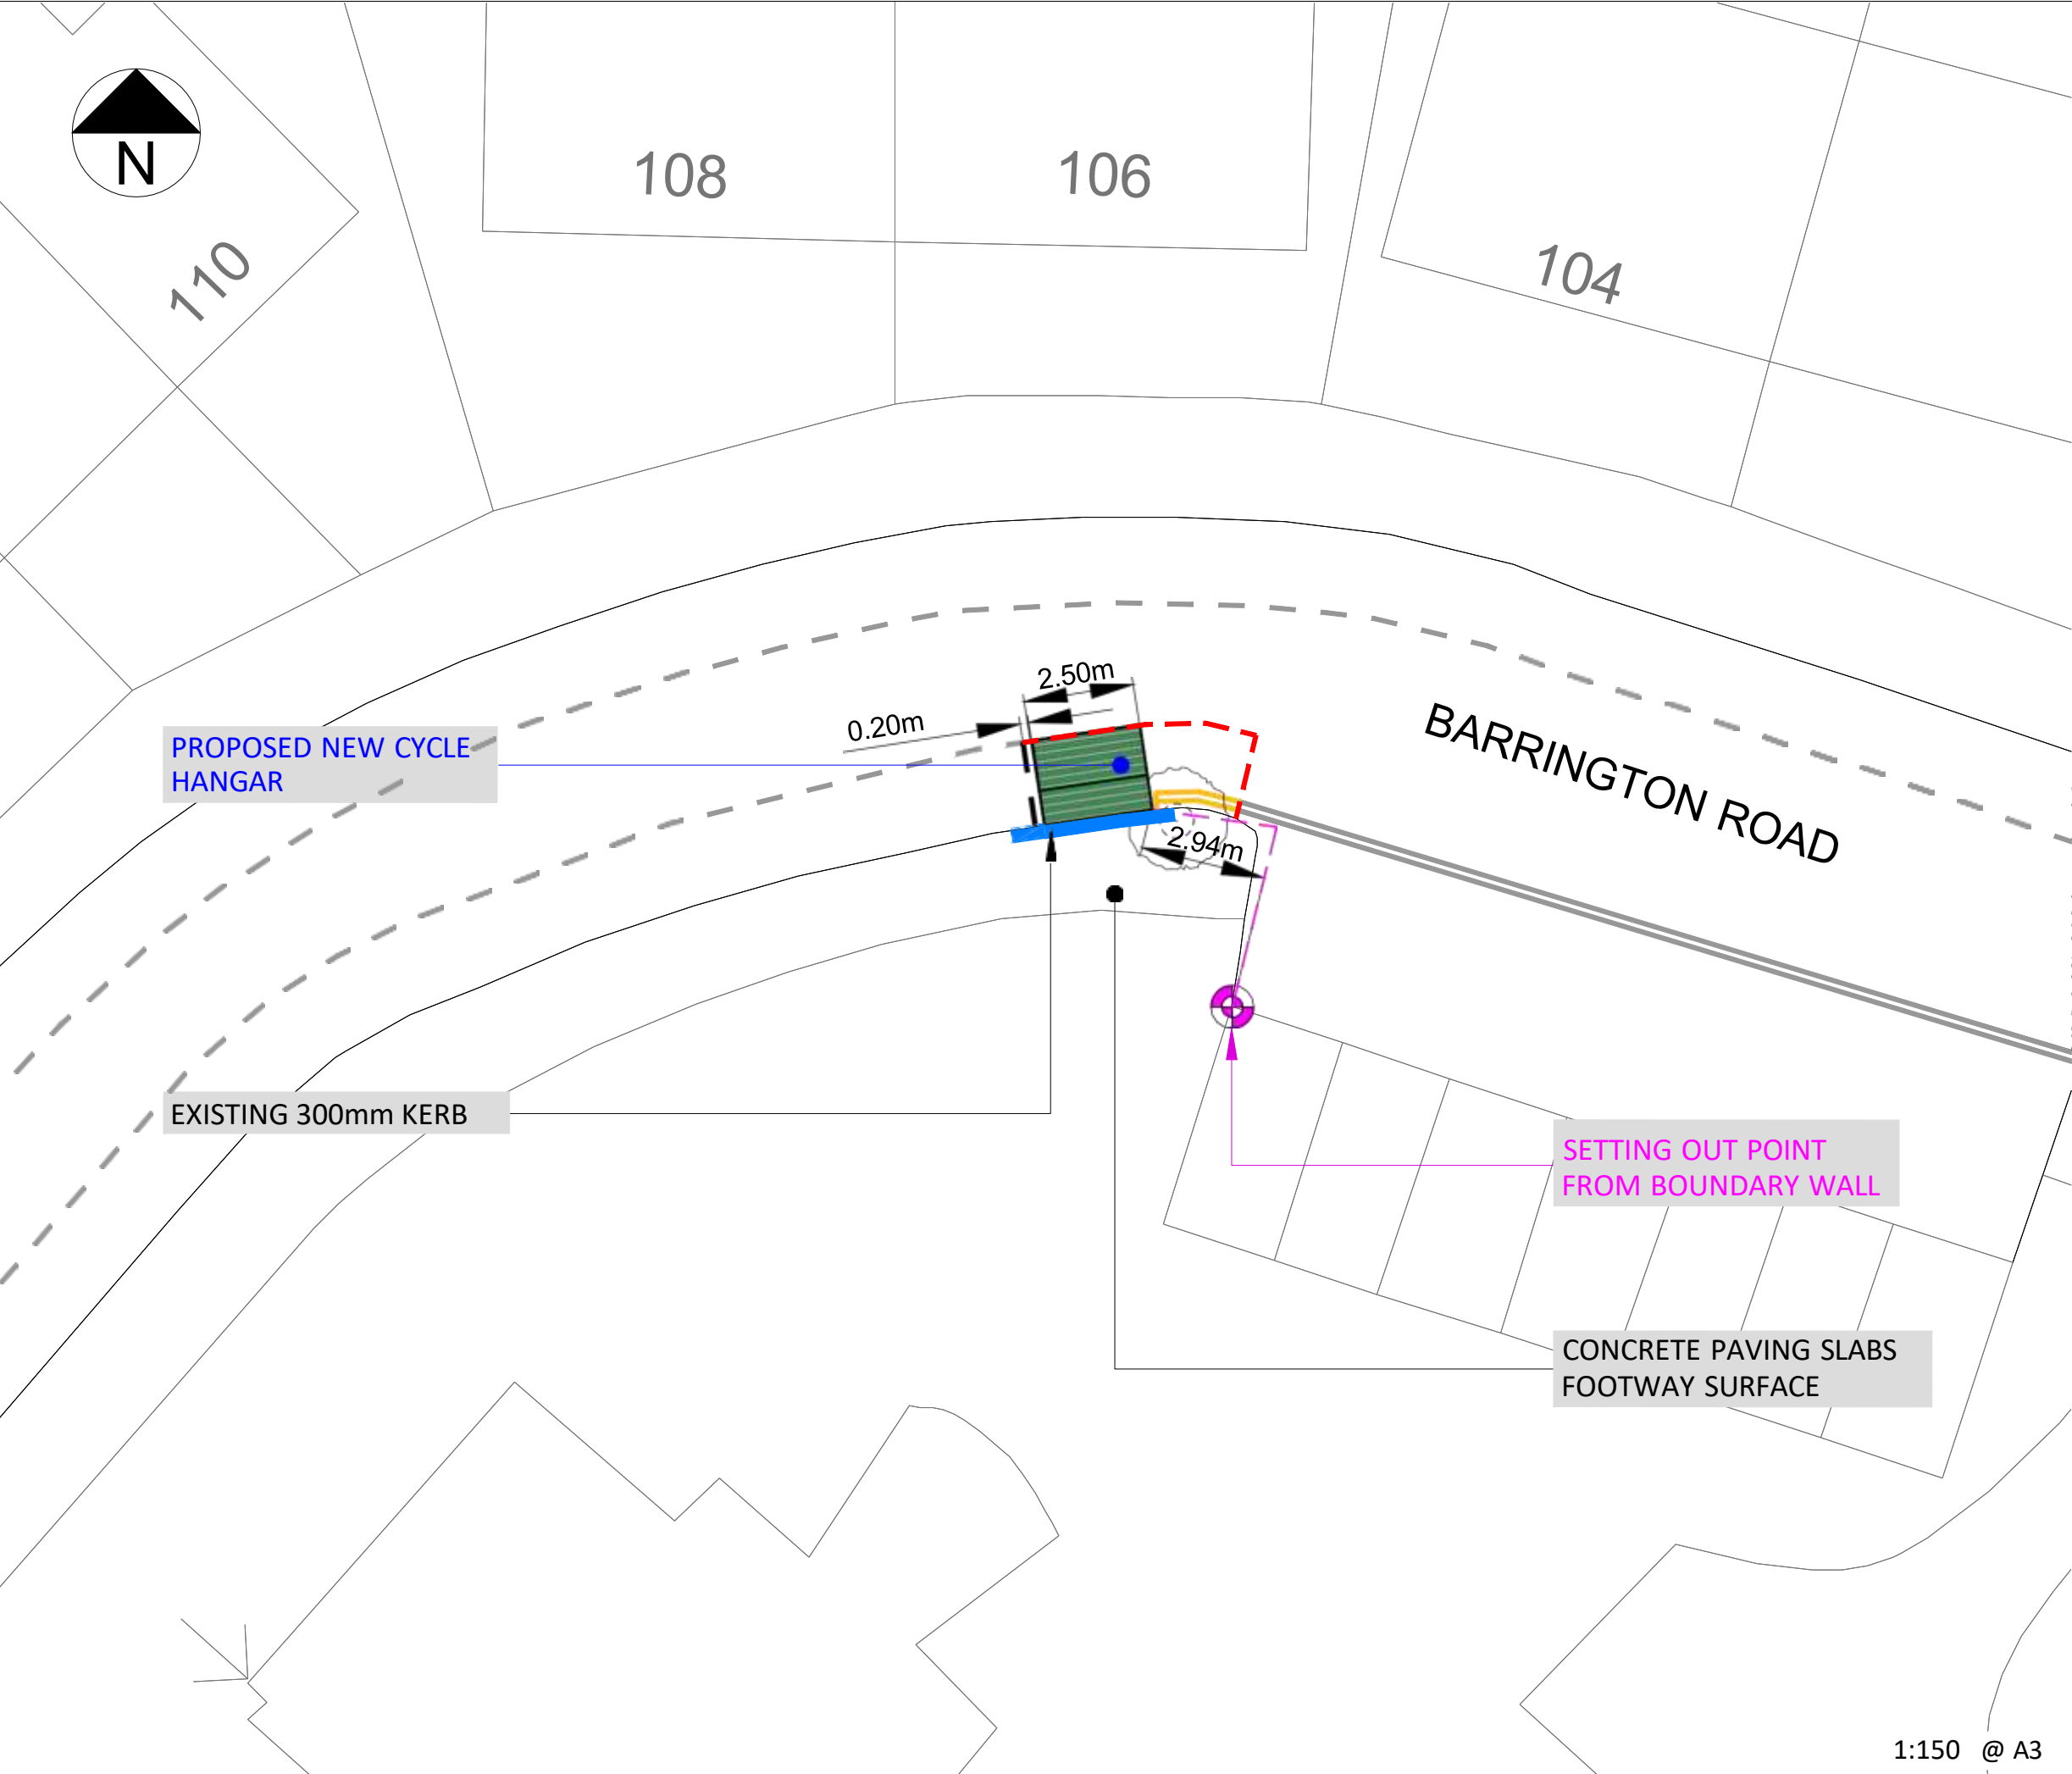 N
108
106
110
104
2.50m
0.20m
BARRINGTON ROAD
PROPOSED NEW CYCLE
HANGAR
2.94m
EXISTING 300mm KERB
SETTING OUT POINT
FROM BOUNDARY WALL
CONCRETE PAVING SLABS
FOOTWAY SURFACE
1:150 @ A3